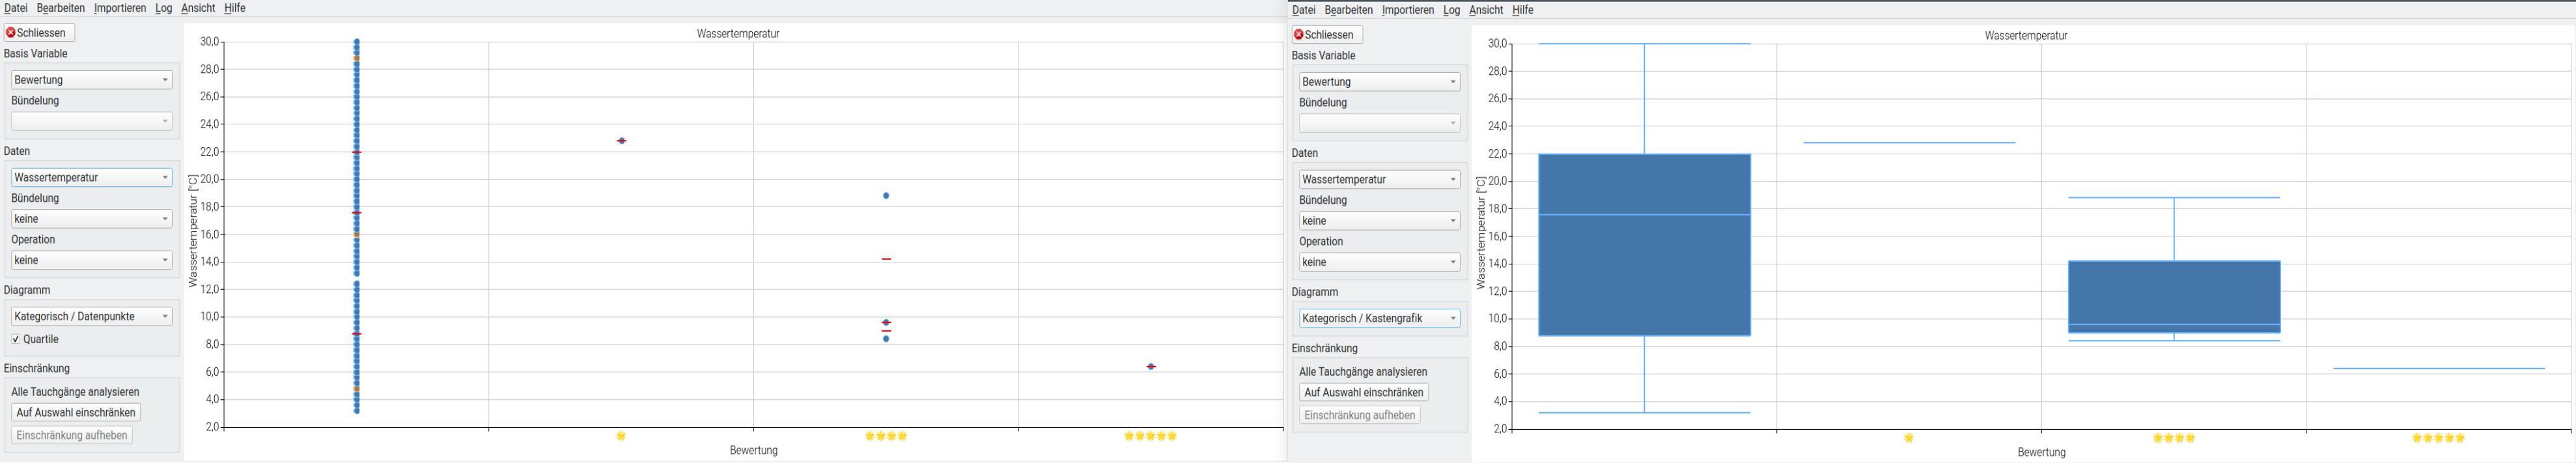 Datei Bearbeiten Importieren Log Ansicht Hilfe
Schliessen
Basis Variable
Bewertung
Bündelung
Daten
Wassertemperatur
Bündelung
keine
Operation
keine
Diagramm
Kategorisch / Datenpunkte
Quartile
Einschränkung
Alle Tauchgänge analysieren
Auf Auswahl einschränken
Einschränkung aufheben
Wassertemperatur
Wassertemperatur [°C]
30,0
28,0
26,0
24,0
22,0
20,0
18,0
16,0
14,0
12,0
10,0
8,0
6,0
4,0
2,0
Bewertung
Datei Bearbeiten Importieren Log Ansicht Hilfe
Schliessen
Basis Variable
Bewertung
Bündelung
Daten
Wassertemperatur
Bündelung
keine
Operation
keine
Diagramm
Kategorisch / Kastengrafik
Einschränkung
Alle Tauchgänge analysieren
Auf Auswahl einschränken
Einschränkung aufheben
Wassertemperatur
Wassertemperatur [°C]
30,0
28,0
26,0
24,0
22,0
20,0
18,0
16,0
14,0
12,0
10,0
8,0
6,0
4,0
2,0
Bewertung